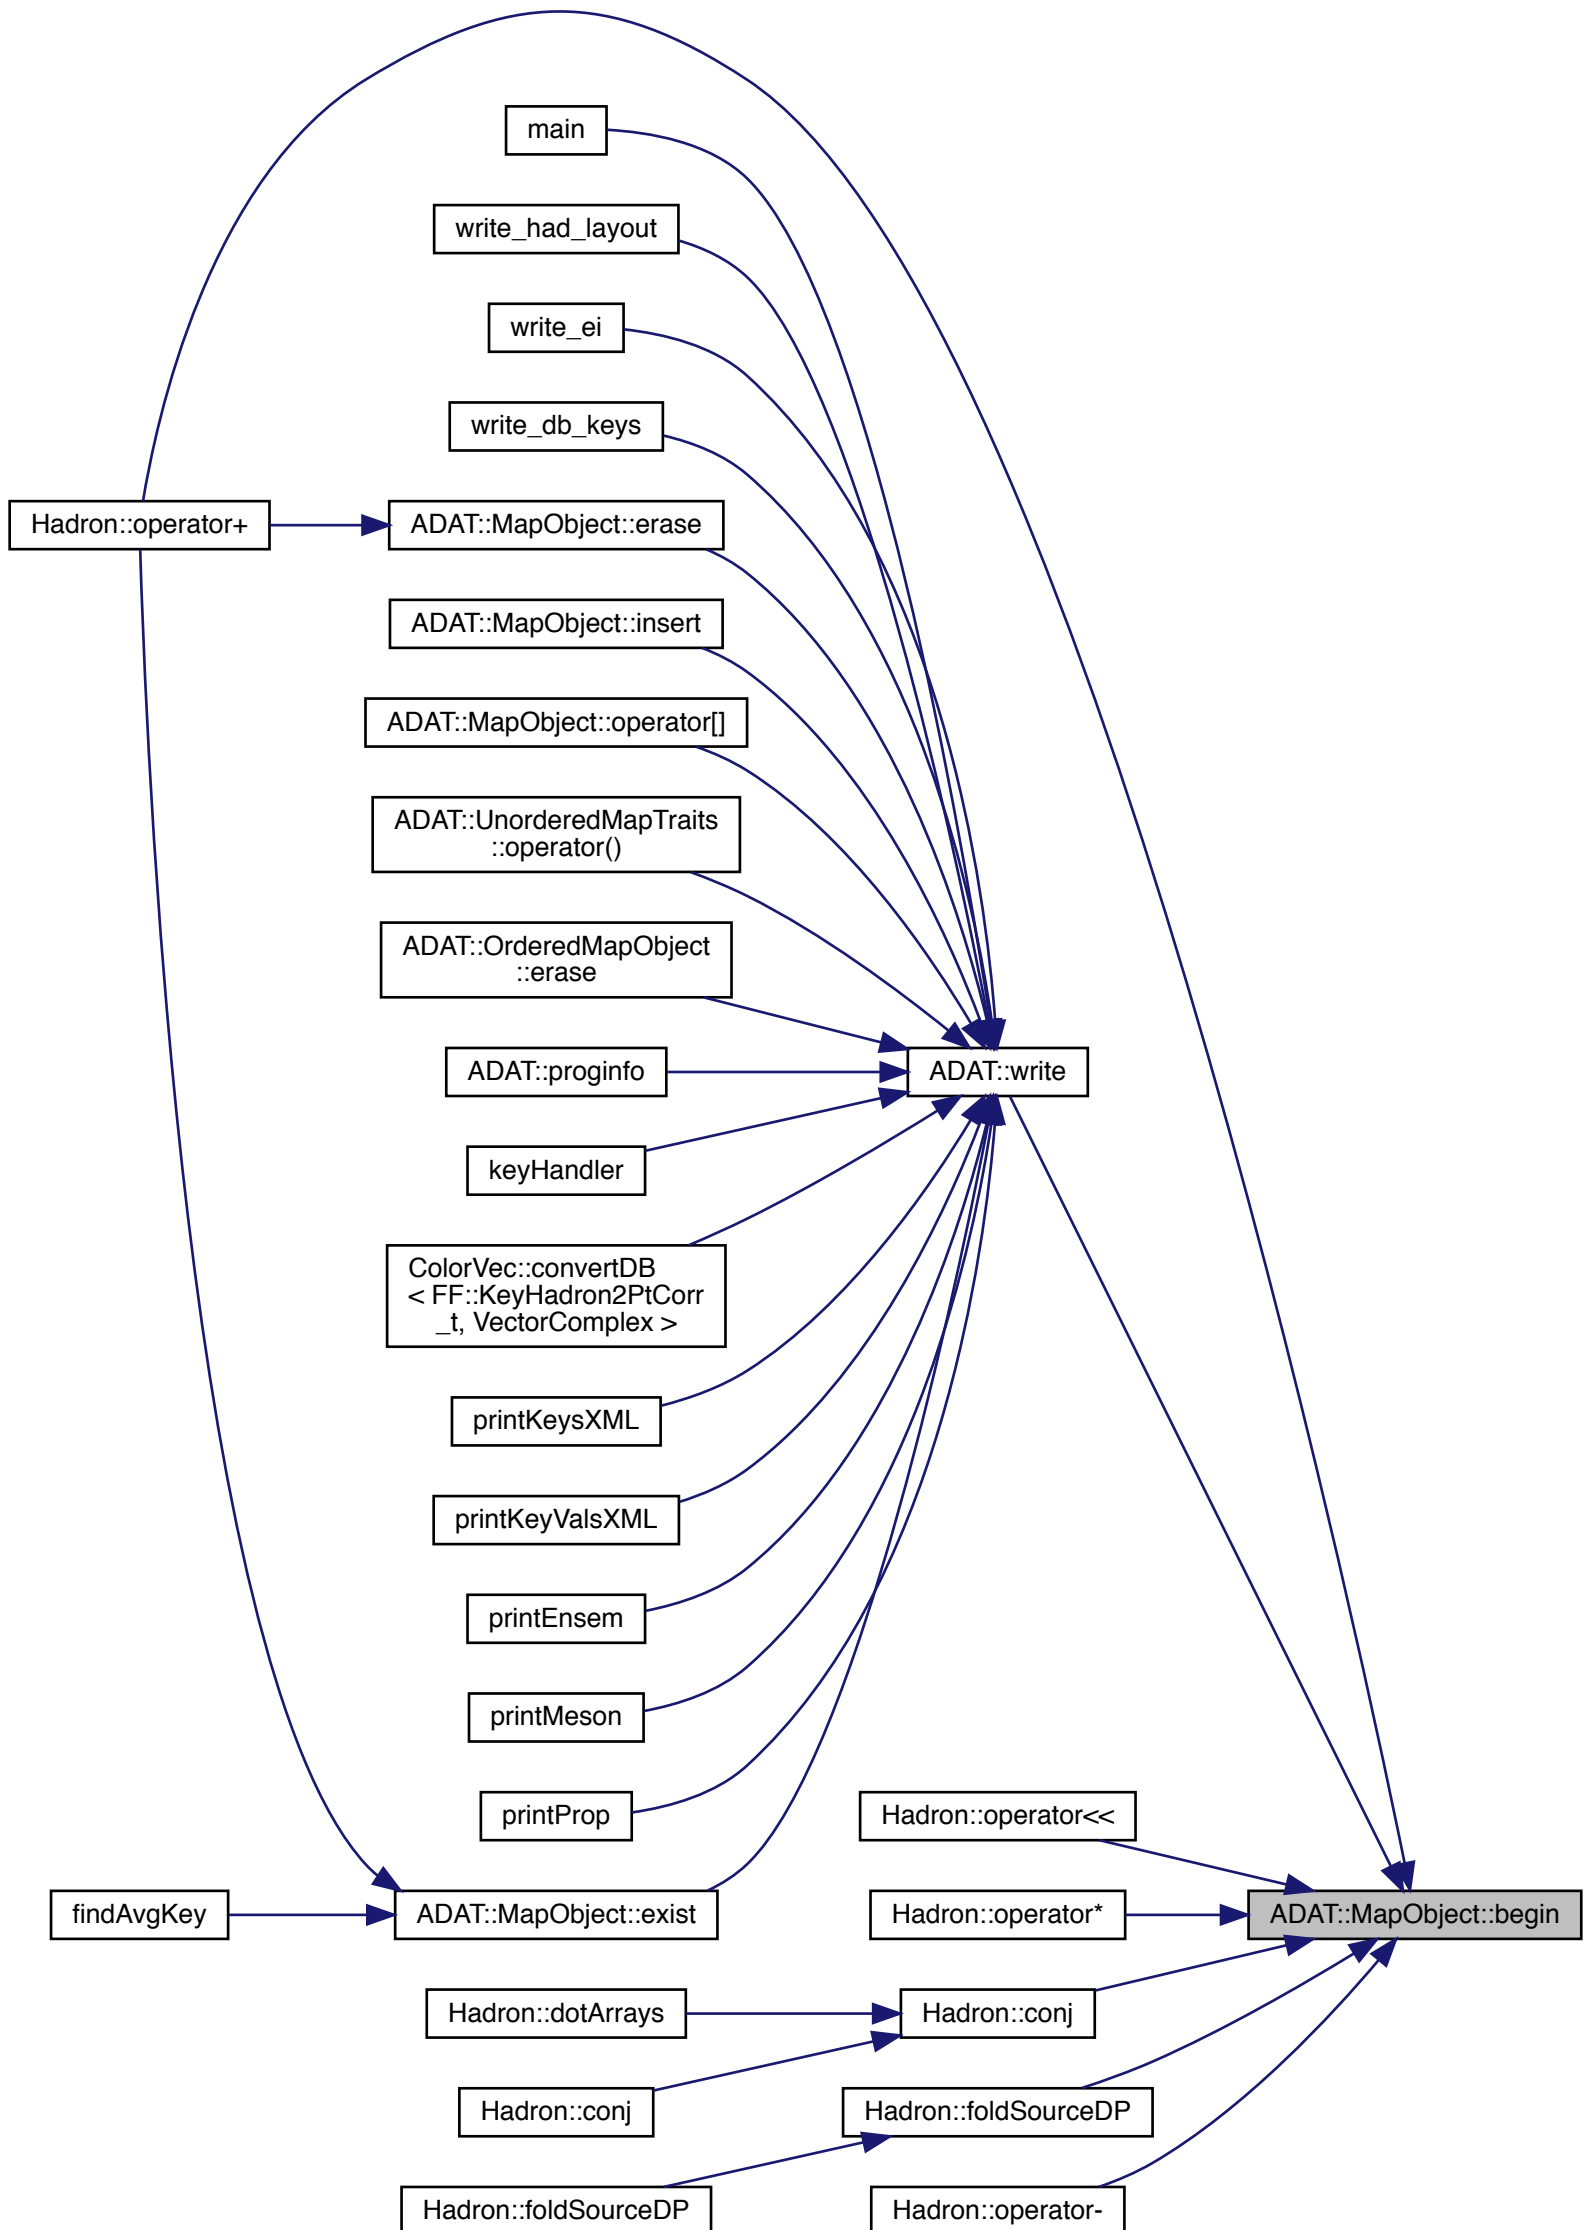 main
write_had_layout
write_ei
write_db_keys
Hadron::operator+
ADAT::MapObject::erase
ADAT::MapObject::insert
ADAT::MapObject::operator[]
ADAT::UnorderedMapTraits
::operator()
ADAT::OrderedMapObject
::erase
ADAT::proginfo
ADAT::write
keyHandler
ColorVec::convertDB
< FF::KeyHadron2PtCorr
_t, VectorComplex >
printKeysXML
printKeyValsXML
printEnsem
printMeson
printProp
Hadron::operator<<
findAvgKey
ADAT::MapObject::exist
Hadron::operator*
ADAT::MapObject::begin
Hadron::dotArrays
Hadron::conj
Hadron::conj
Hadron::foldSourceDP
Hadron::foldSourceDP
Hadron::operator-